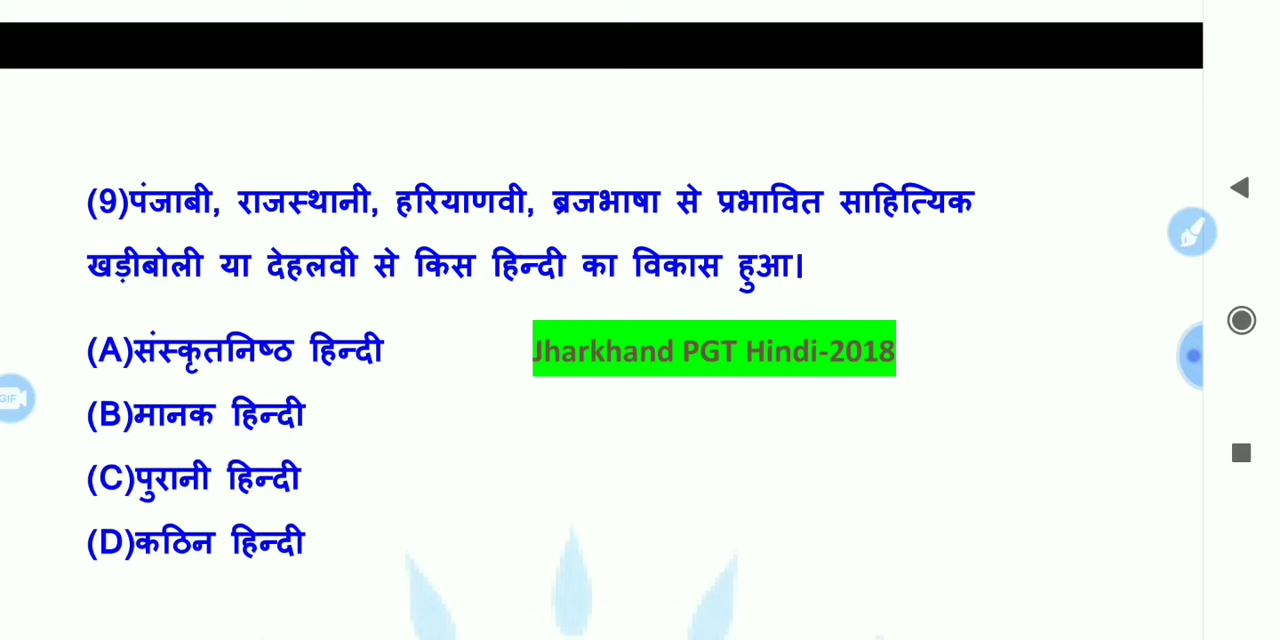 (9)पंजाबी, राजस्थानी, हरियाणवी, ब्रजभाषा से प्रभावित साहित्यिक
खड़ीबोली या देहलवी से किस हिन्दी का विकास हुआ।
(A)संस्कृतनिष्ठ हिन्दी Jharkhand PGT Hindi-2018
(B)मानक हिन्दी
(C)पुरानी हिन्दी
(D)कठिन हिन्दी
GIF